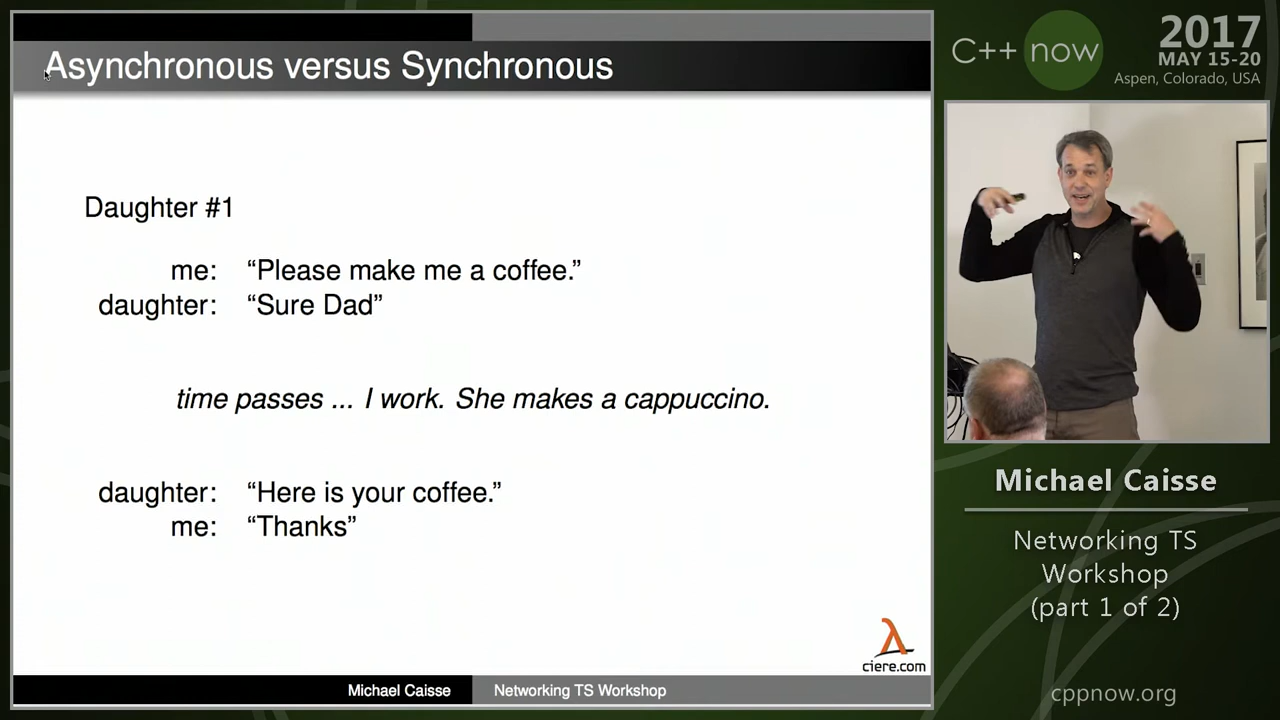 Asynchronous versus Synchronous
Daughter #1
me: “Please make me a coffee.”
daughter: “Sure Dad”
time passes ... I work. She makes a cappuccino.
daughter: “Here is your coffee.”
me: “Thanks”
λ
ciere.com
Michael Caisse Networking TS Workshop
C++ now
2017
MAY 15-20
Aspen, Colorado, USA
Michael Caisse
Networking TS
Workshop
(part 1 of 2)
cppnow.org